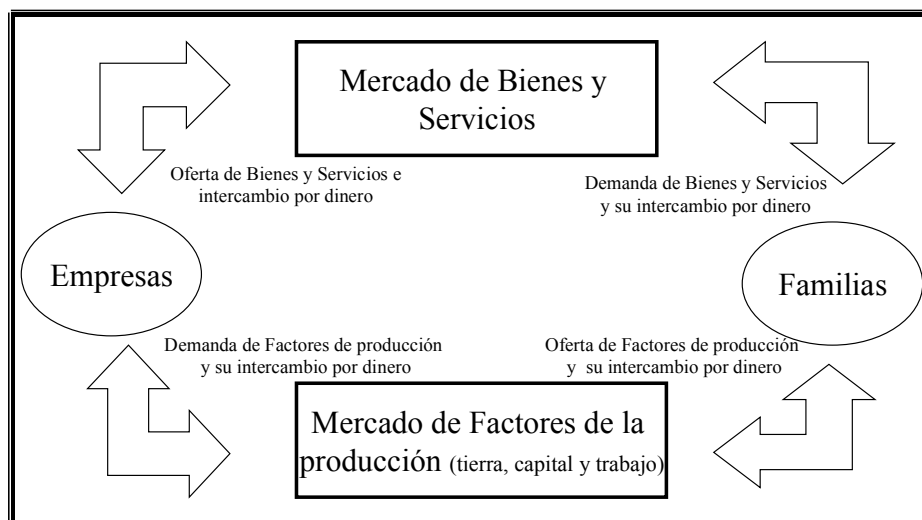 Mercado de Bienes y
Servicios
Oferta de Bienes y Servicios e
intercambio por dinero
Demanda de Bienes y Servicios
y su intercambio por dinero
Empresas
Familias
Demanda de Factores de producción
y su intercambio por dinero
Oferta de Factores de producción
y su intercambio por dinero
Mercado de Factores de la
producción (tierra, capital y trabajo)